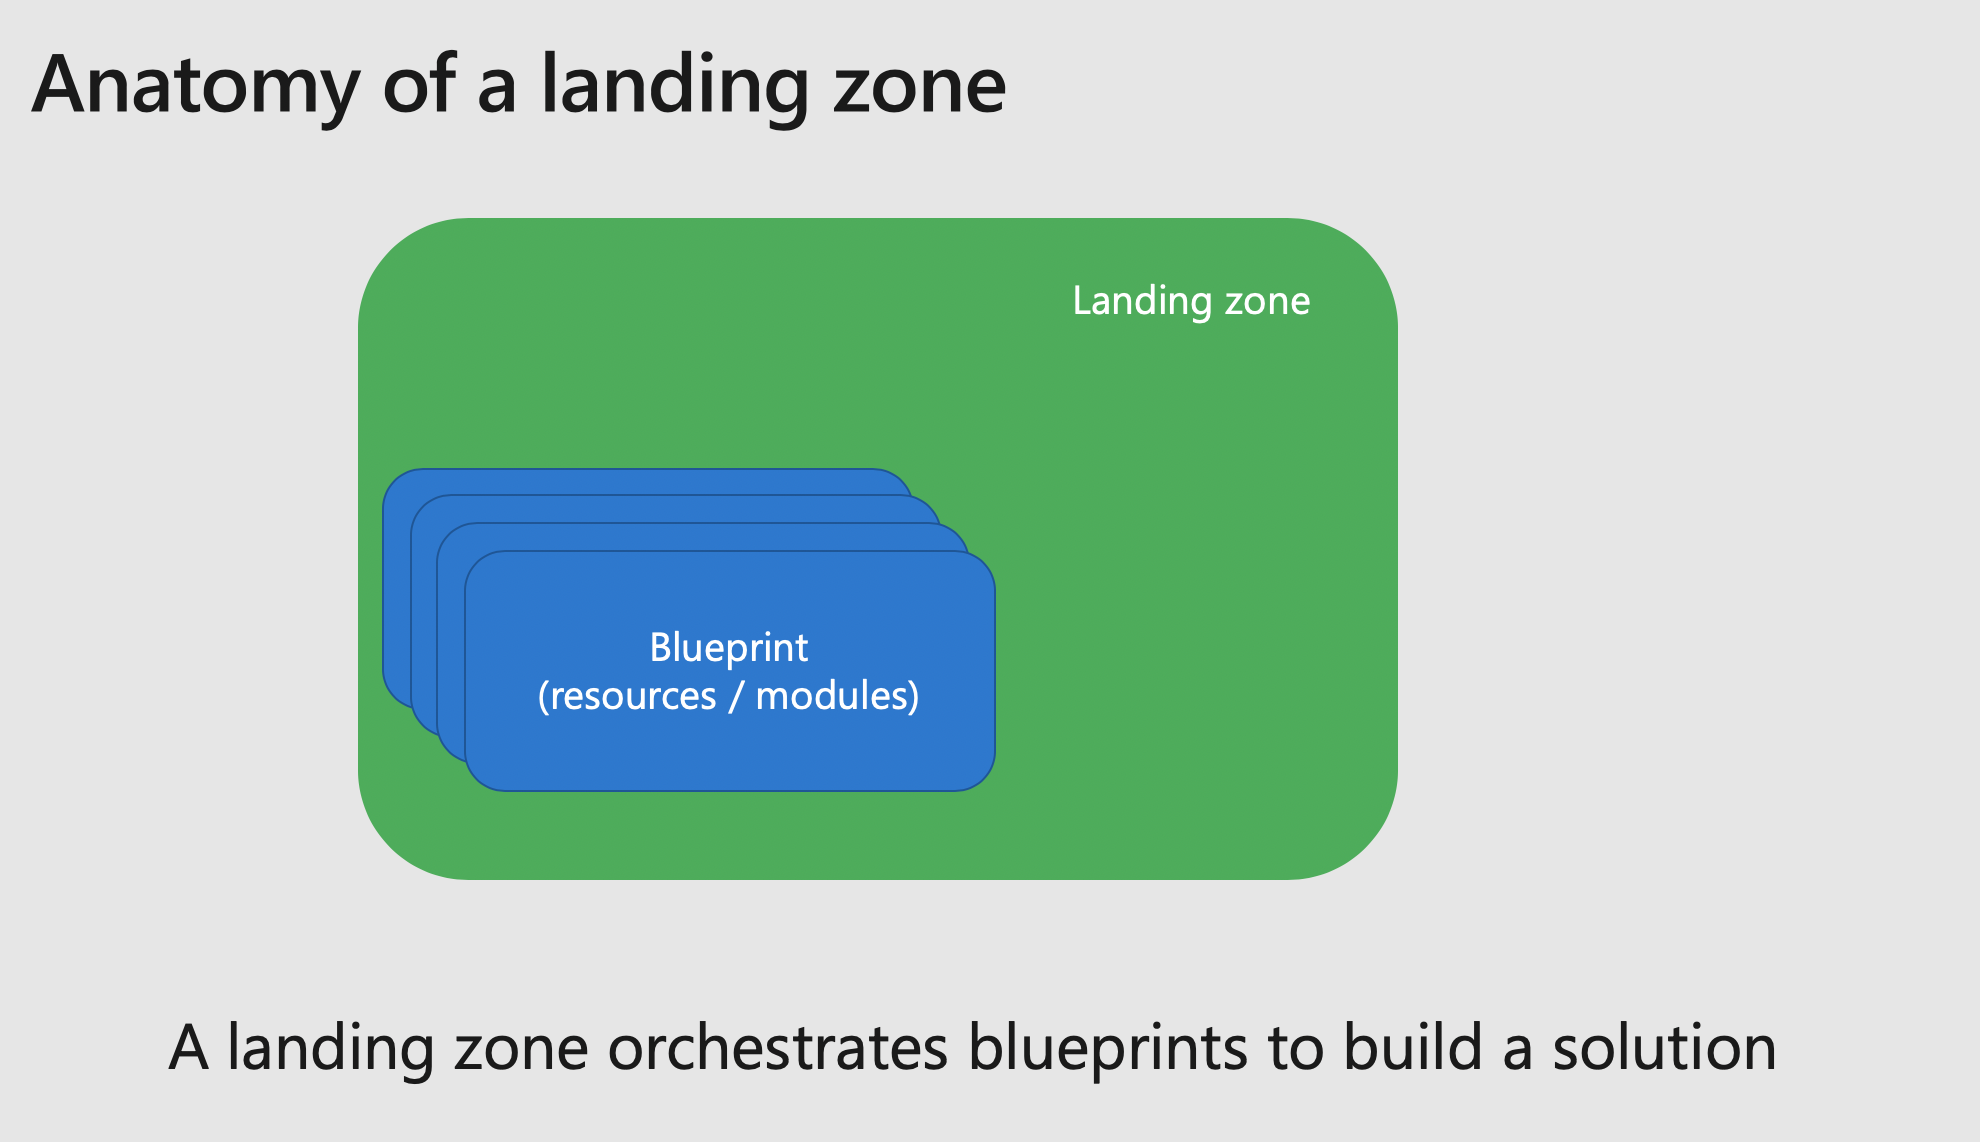 Anatomy of a landing zone
Landing zone
Blueprint
(resources / modules)
A landing zone orchestrates blueprints to build a solution